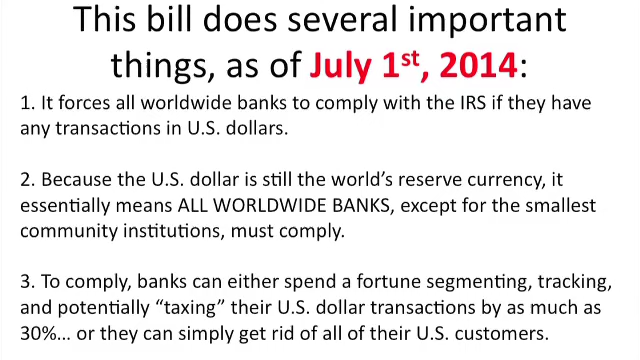 This bill does several important
things, as of July 1st, 2014:
1. It forces all worldwide banks to comply with the IRS if they have
any transactions in U.S. dollars.
2. Because the U.S. dollar is still the world's reserve currency, it
essentially means ALL WORLDWIDE BANKS, except for the smallest
community institutions, must comply.
3. To comply, banks can either spend a fortune segmenting, tracking,
and potentially “taxing” their U.S. dollar transactions by as much as
30%... or they can simply get rid of all of their U.S. customers.